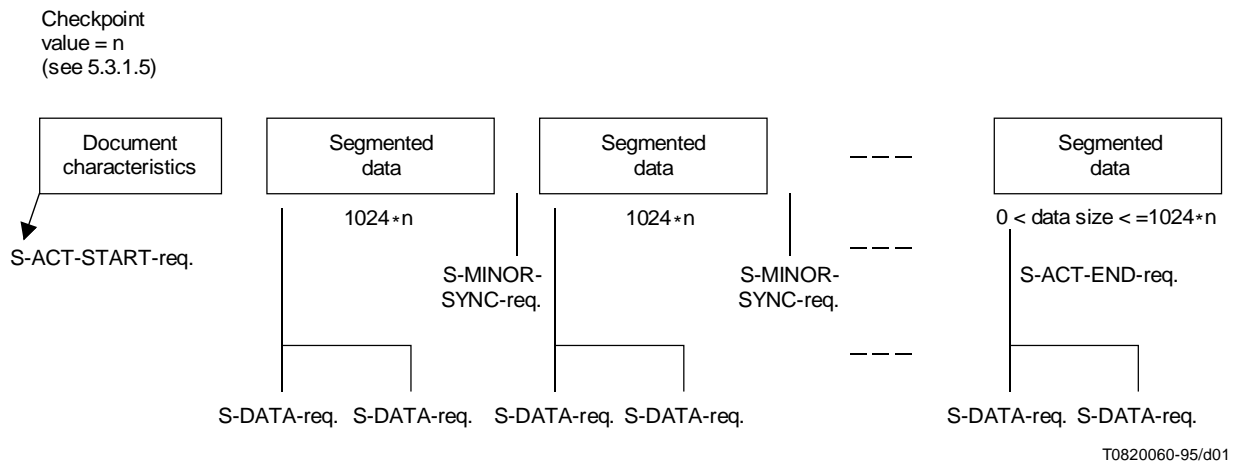 Checkpoint
value = n
(see 5.3.1.5)
Document
characteristics
Segmented
data
Segmented
data
Segmented
data
1024*n
1024*n
0 < data size < =1024*n
S-ACT-START-req.
S-MINOR-
SYNC-req.
S-MINOR-
SYNC-req.
S-ACT-END-req.
S-DATA-req. S-DATA-req. S-DATA-req. S-DATA-req. S-DATA-req. S-DATA-req.
T0820060-95/d01